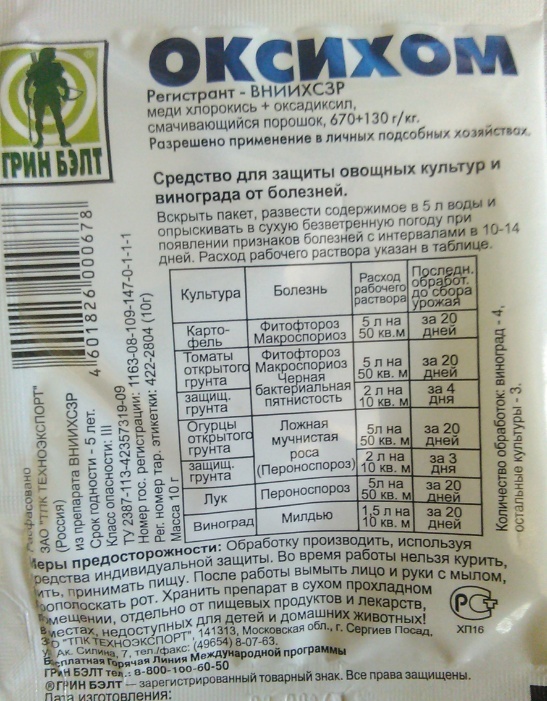 ОКСИХОМ
Регистрант - ВНИИХСЗР
меди хлорокись + оксадиксил,
смачивающийся порошок, 670+130 г/кг.
Разрешено применение в личных подсобных хозяйствах.
ГРИН БЭЛТ
Средство для защиты овощных культур и
винограда от болезней.
Вскрыть пакет, развести содержимое в 5 л воды и
опрыскивать в сухую безветренную погоду при
появлении признаков болезней с интервалами в 10-14
дней. Расход рабочего раствора указан в таблице.
Культура
Болезнь
Расход
рабочего
раствора
Последн.
обработ.
до сбора
урожая
Карто-
фель
Фитофтороз
Макроспориоз
5 л на
50 кв.м
за 20
дней
Томаты
открытого
грунта
Фитофтороз
Макроспориоз
Черная
бактериальная
пятнистость
5 л на
50 кв. м
за 20
дней
защищ.
грунта
2 л на
10 кв. м
за 4
дня
Огурцы
открытого
грунта
Ложная
мучнистая
роса
(Пероноспороз)
5л на
50 кв. м
за 20
дней
защищ.
грунта
2 л на
10 кв. м
за 3
дня
Лук
Пероноспороз
5л на
50 кв. м
за 20
дней
Виноград
Милдью
1,5 л на
10 кв. м
за 20
дней
Количество обработок: виноград - 4,
остальные культуры - 3.
4 601826 000678
Расфасовано
ЗАО "ТПК ТЕХНОЭКСПОРТ"
(Россия)
из препарата ВНИИХСЗР
Срок годности - 5 лет.
Класс опасности: III
ТУ 2387-113-42357319-09
Номер гос. регистрации: 1163-08-109-147-0-1-1-1
Рег. номер тар. этикетки: 422-2804 (10г)
Масса 10 г
Меры предосторожности: Обработку производить, используя
средства индивидуальной защиты. Во время работы нельзя курить,
пить, принимать пищу. После работы вымыть лицо и руки с мылом,
прополоскать рот. Хранить препарат в сухом прохладном
помещении, отдельно от пищевых продуктов и лекарств,
в местах, недоступных для детей и домашних животных!
ЗАО "ТПК ТЕХНОЭКСПОРТ", 141313, Московская обл., г. Сергиев Посад,
у. Ак. Силина, 7, тел./факс: (49654) 8-07-63.
Бесплатная Горячая Линия Международной программы
ГРИН БЭЛТ тел.: 8-800-100-60-50
® ГРИН БЭЛТ — зарегистрированный товарный знак. Все права защищены.
Дата изготовления:
РСТ
ХП16